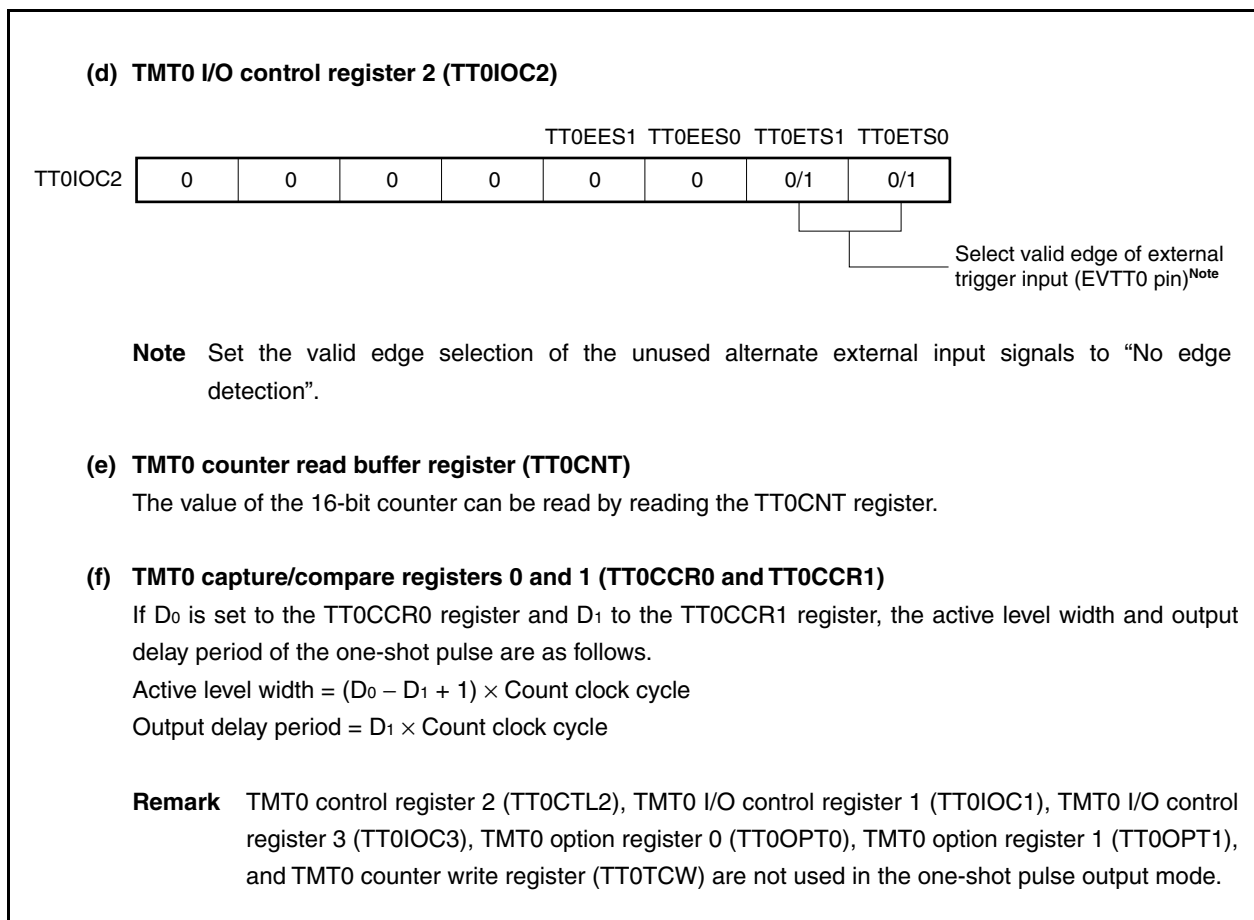 (d) TMT0 I/O control register 2 (TT0IOC2)
TT0EES1 TT0EES0 TT0ETS1 TT0ETS0
TT0IOC2 0 0 0 0 0 0 0/1 0/1
Select valid edge of external
trigger input (EVTT0 pin)Note
Note Set the valid edge selection of the unused alternate external input signals to “No edge
detection”.
(e) TMT0 counter read buffer register (TT0CNT)
The value of the 16-bit counter can be read by reading the TT0CNT register.
(f) TMT0 capture/compare registers 0 and 1 (TT0CCR0 and TT0CCR1)
If D0 is set to the TT0CCR0 register and D1 to the TT0CCR1 register, the active level width and output
delay period of the one-shot pulse are as follows.
Active level width = (D0 − D1 + 1) × Count clock cycle
Output delay period = D1 × Count clock cycle
Remark TMT0 control register 2 (TT0CTL2), TMT0 I/O control register 1 (TT0IOC1), TMT0 I/O control
register 3 (TT0IOC3), TMT0 option register 0 (TT0OPT0), TMT0 option register 1 (TT0OPT1),
and TMT0 counter write register (TT0TCW) are not used in the one-shot pulse output mode.